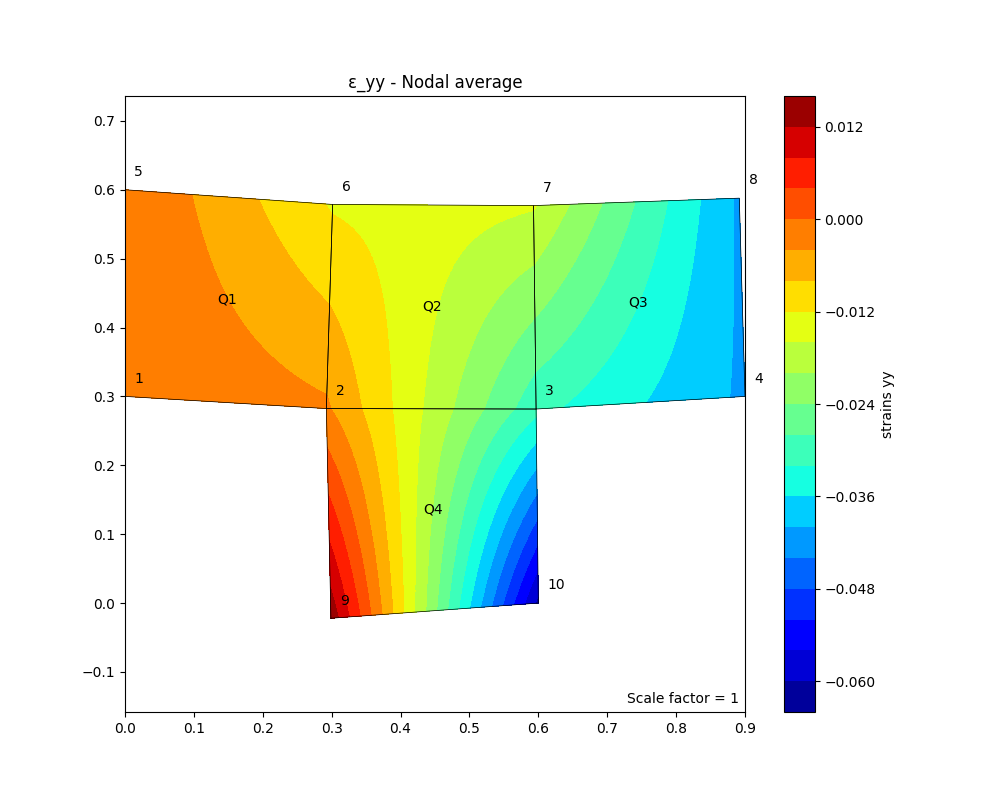 ε_yy - Nodal average
0.7
0.6
0.5
0.4
0.3
0.2
0.1
0.0
−0.1
0.0 0.1 0.2 0.3 0.4 0.5 0.6 0.7 0.8 0.9
5 6 7 8
Q1 Q2 Q3
1 2 3 4
Q4
9 10
Scale factor = 1
0.012
0.000
−0.012
−0.024
−0.036
−0.048
−0.060
strains yy